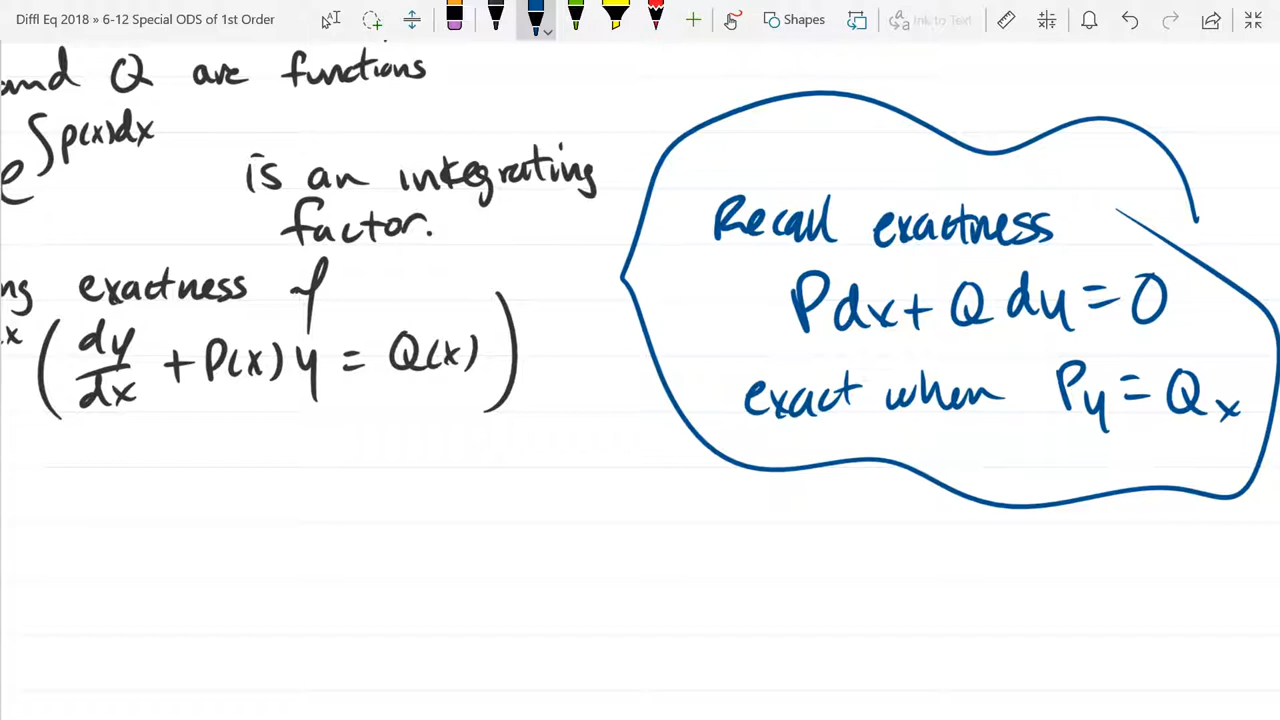 Diffl Eq 2018 » 6-12 Special ODS of 1st Order
Shapes
Ink to Text
and Q are functions
e^∫p(x)dx
is an integrating
factor.
ng exactness of
x ( dy/dx + P(x) y = Q(x) )
Recall exactness
Pdx + Q dy = 0
exact when Py = Qx